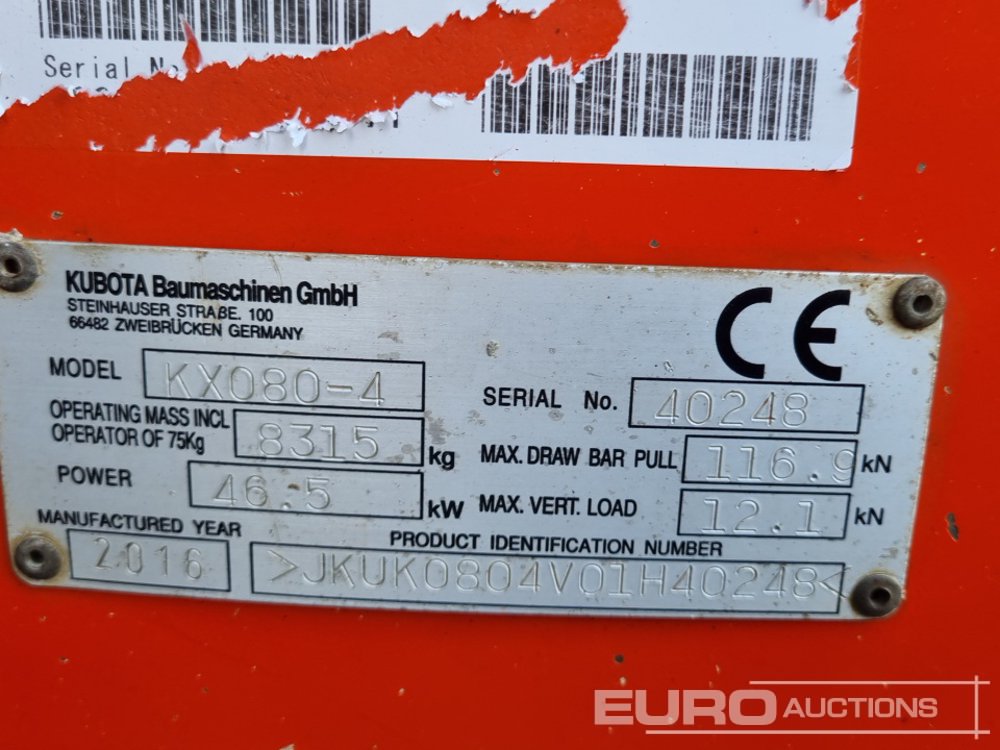 Serial No
KUBOTA Baumaschinen GmbH
STEINHAUSER STRAßE. 100
66482 ZWEIBRÜCKEN GERMANY
CE
MODEL KX080-4
SERIAL No. 40248
OPERATING MASS INCL
OPERATOR OF 75Kg 8315 kg
MAX. DRAW BAR PULL 116.9 kN
POWER 46.5 kW
MAX. VERT. LOAD 12.1 kN
MANUFACTURED YEAR
2016
PRODUCT IDENTIFICATION NUMBER
>JKUK0804V01H40248<
EURO AUCTIONS